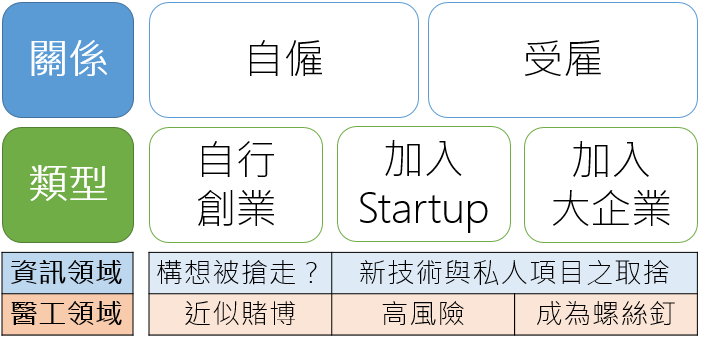 關係 自僱 受雇
類型 自行創業 加入Startup 加入大企業
資訊領域 構想被搶走？ 新技術與私人項目之取捨
醫工領域 近似賭博 高風險 成為螺絲釘